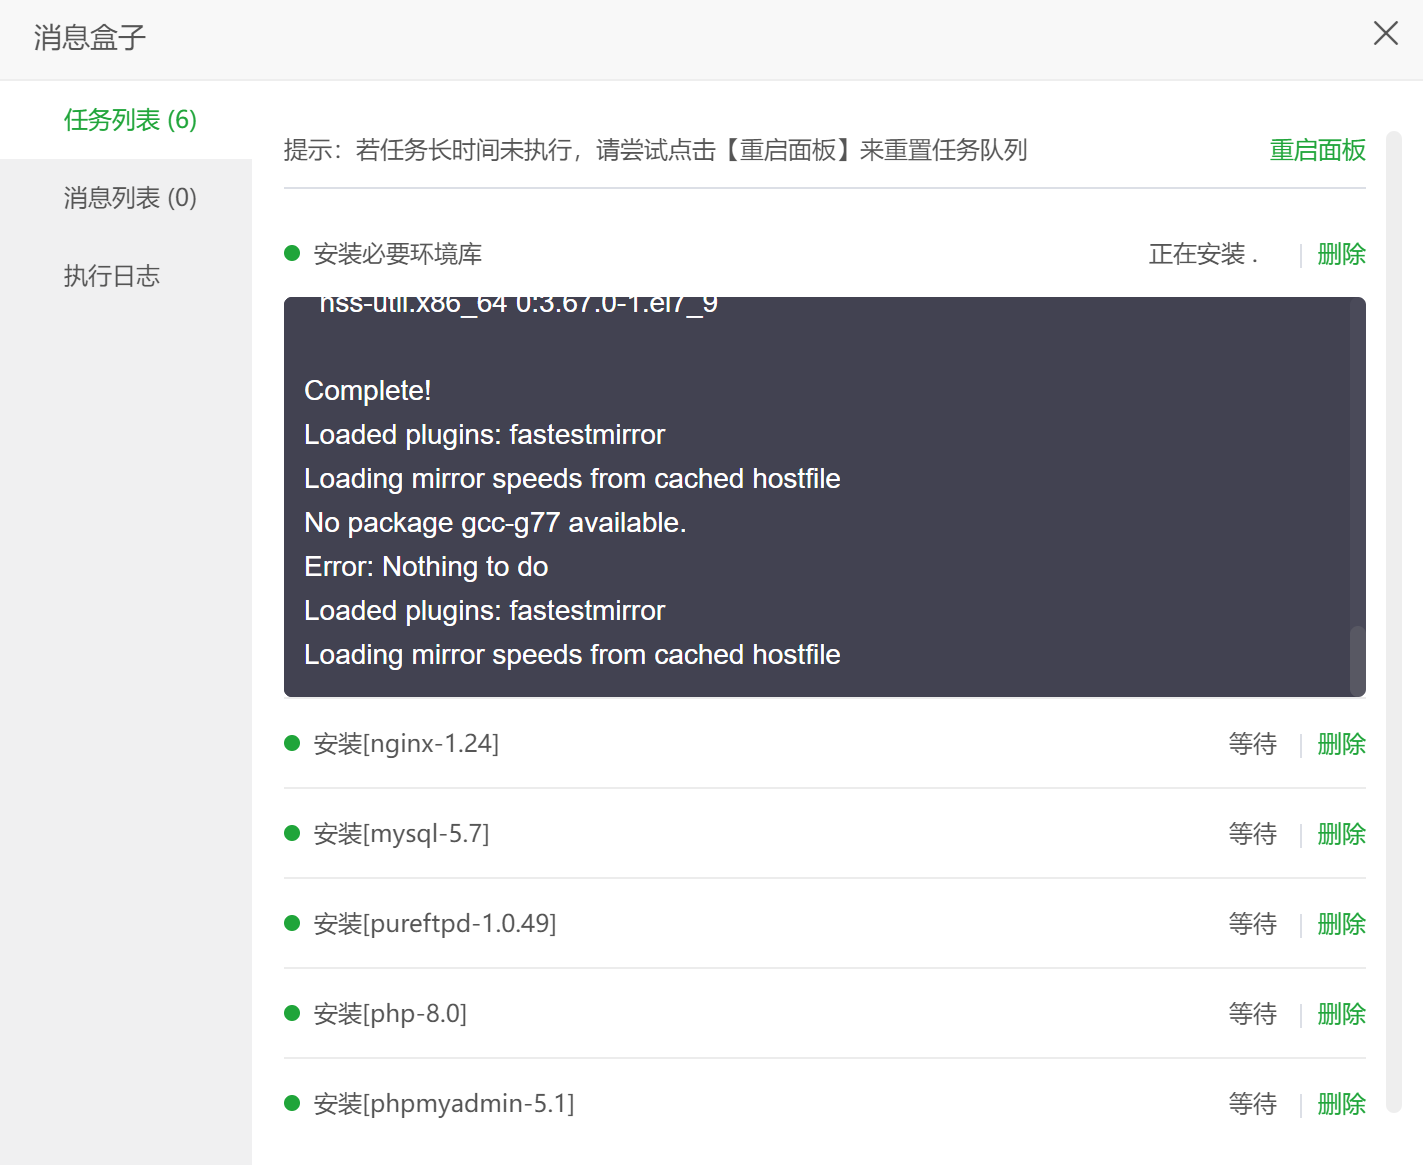 消息盒子
任务列表 (6)
消息列表 (0)
执行日志
提示：若任务长时间未执行，请尝试点击【重启面板】来重置任务队列 重启面板
安装必要环境库 正在安装 . 删除
nss-util.x86_64 0:3.67.0-1.el7_9
Complete!
Loaded plugins: fastestmirror
Loading mirror speeds from cached hostfile
No package gcc-g77 available.
Error: Nothing to do
Loaded plugins: fastestmirror
Loading mirror speeds from cached hostfile
安装[nginx-1.24] 等待 删除
安装[mysql-5.7] 等待 删除
安装[pureftpd-1.0.49] 等待 删除
安装[php-8.0] 等待 删除
安装[phpmyadmin-5.1] 等待 删除